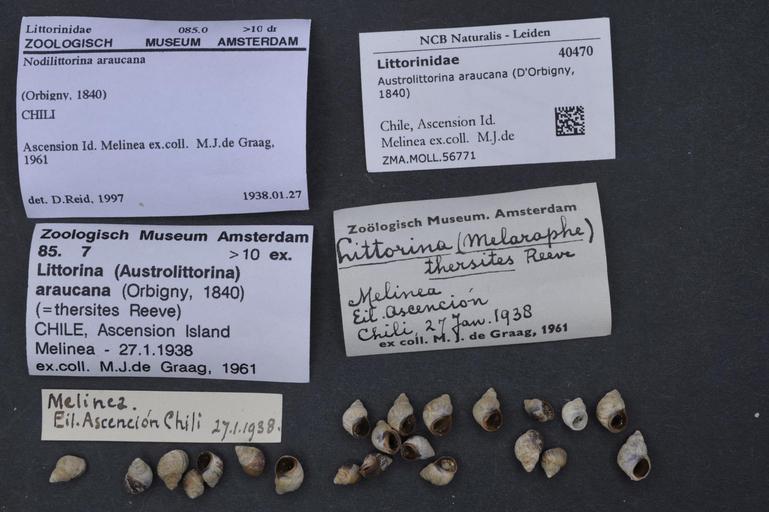 Littorinidae 085.0 >10 dr
ZOOLOGISCH MUSEUM AMSTERDAM
Nodilittorina araucana
(Orbigny, 1840)
CHILI
Ascension Id. Melinea ex.coll. M.J.de Graag,
1961
det. D.Reid, 1997 1938.01.27
NCB Naturalis - Leiden
40470
Littorinidae
Austrolittorina araucana (D'Orbigny,
1840)
Chile, Ascension Id.
Melinea ex.coll. M.J.de
ZMA.MOLL.56771
Zoologisch Museum Amsterdam
85. 7 >10 ex.
Littorina (Austrolittorina)
araucana (Orbigny, 1840)
(=thersites Reeve)
CHILE, Ascension Island
Melinea - 27.1.1938
ex.coll. M.J.de Graag, 1961
Zoölogisch Museum. Amsterdam
Littorina (Melaraphe)
thersites Reeve
Melinea
Eil. Ascención
Chili, 27 Jan. 1938
ex coll. M. J. de Graag, 1961
Melinea.
Eil. Ascención Chili 27.1.1938.